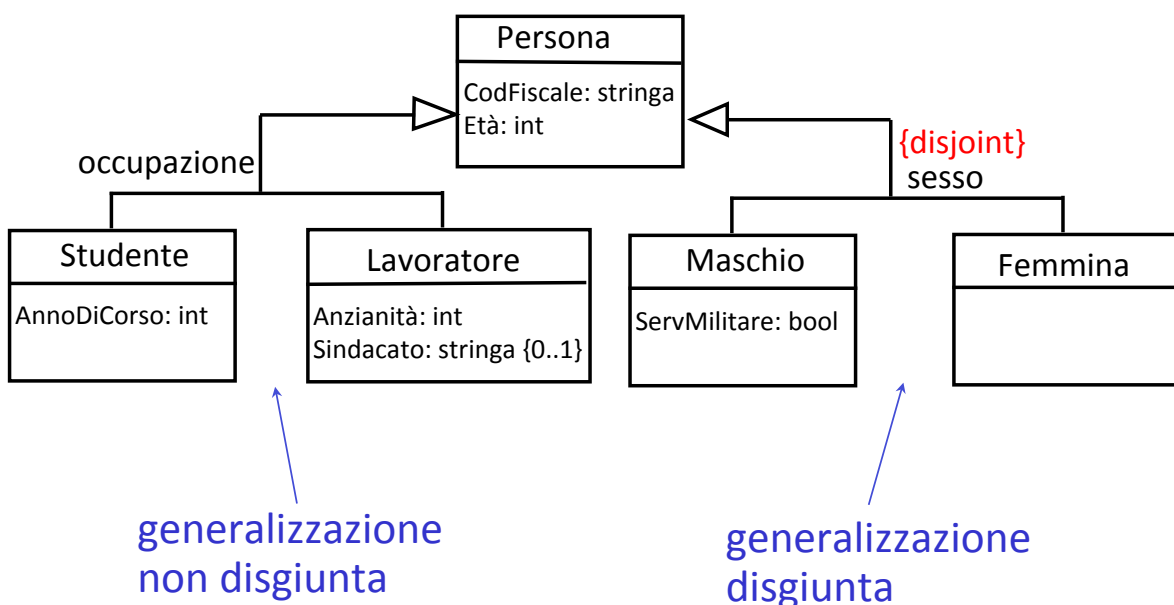 Persona
CodFiscale: stringa
Età: int
occupazione
{disjoint}
sesso
Studente
AnnoDiCorso: int
Lavoratore
Anzianità: int
Sindacato: stringa {0..1}
Maschio
ServMilitare: bool
Femmina
generalizzazione
non disgiunta
generalizzazione
disgiunta